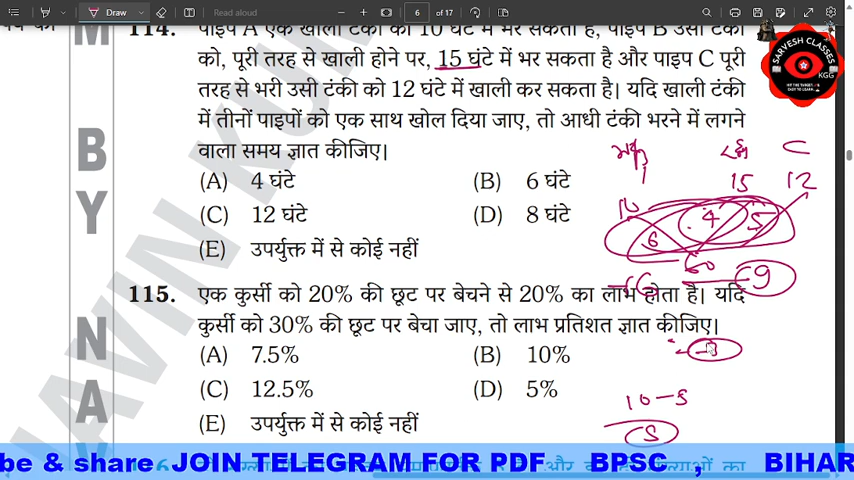 Draw
Read aloud
6 of 17
114. पाइप A एक खाली टंकी को 10 घंटे में भर सकता है, पाइप B उसी टंकी
को, पूरी तरह से खाली होने पर, 15 घंटे में भर सकता है और पाइप C पूरी
तरह से भरी उसी टंकी को 12 घंटे में खाली कर सकता है। यदि खाली टंकी
में तीनों पाइपों को एक साथ खोल दिया जाए, तो आधी टंकी भरने में लगने
वाला समय ज्ञात कीजिए।
(A) 4 घंटे (B) 6 घंटे
(C) 12 घंटे (D) 8 घंटे
(E) उपर्युक्त में से कोई नहीं
115. एक कुर्सी को 20% की छूट पर बेचने से 20% का लाभ होता है। यदि
कुर्सी को 30% की छूट पर बेचा जाए, तो लाभ प्रतिशत ज्ञात कीजिए।
(A) 7.5% (B) 10%
(C) 12.5% (D) 5%
(E) उपर्युक्त में से कोई नहीं
M
BY
NA
SARVESH CLASSES
KGG
C
15 12
10
4 5
6
60
9
10-5
5
be & share JOIN TELEGRAM FOR PDF BPSC , BIHAR